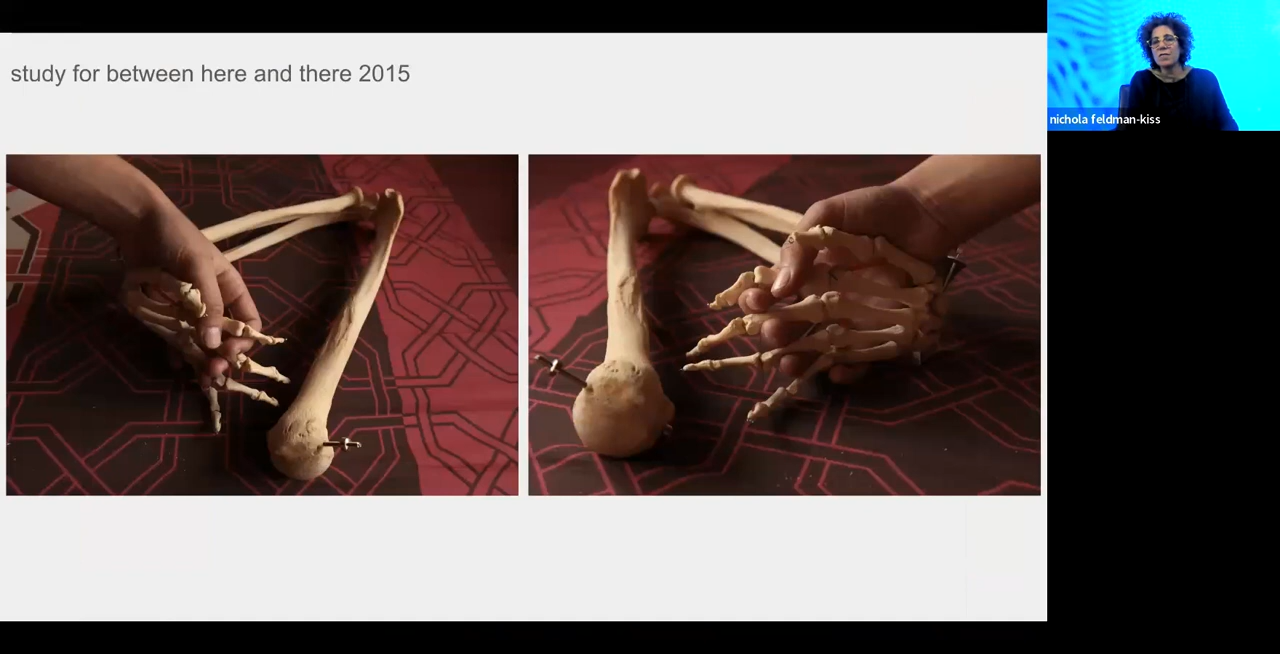 study for between here and there 2015
nichola feldman-kiss